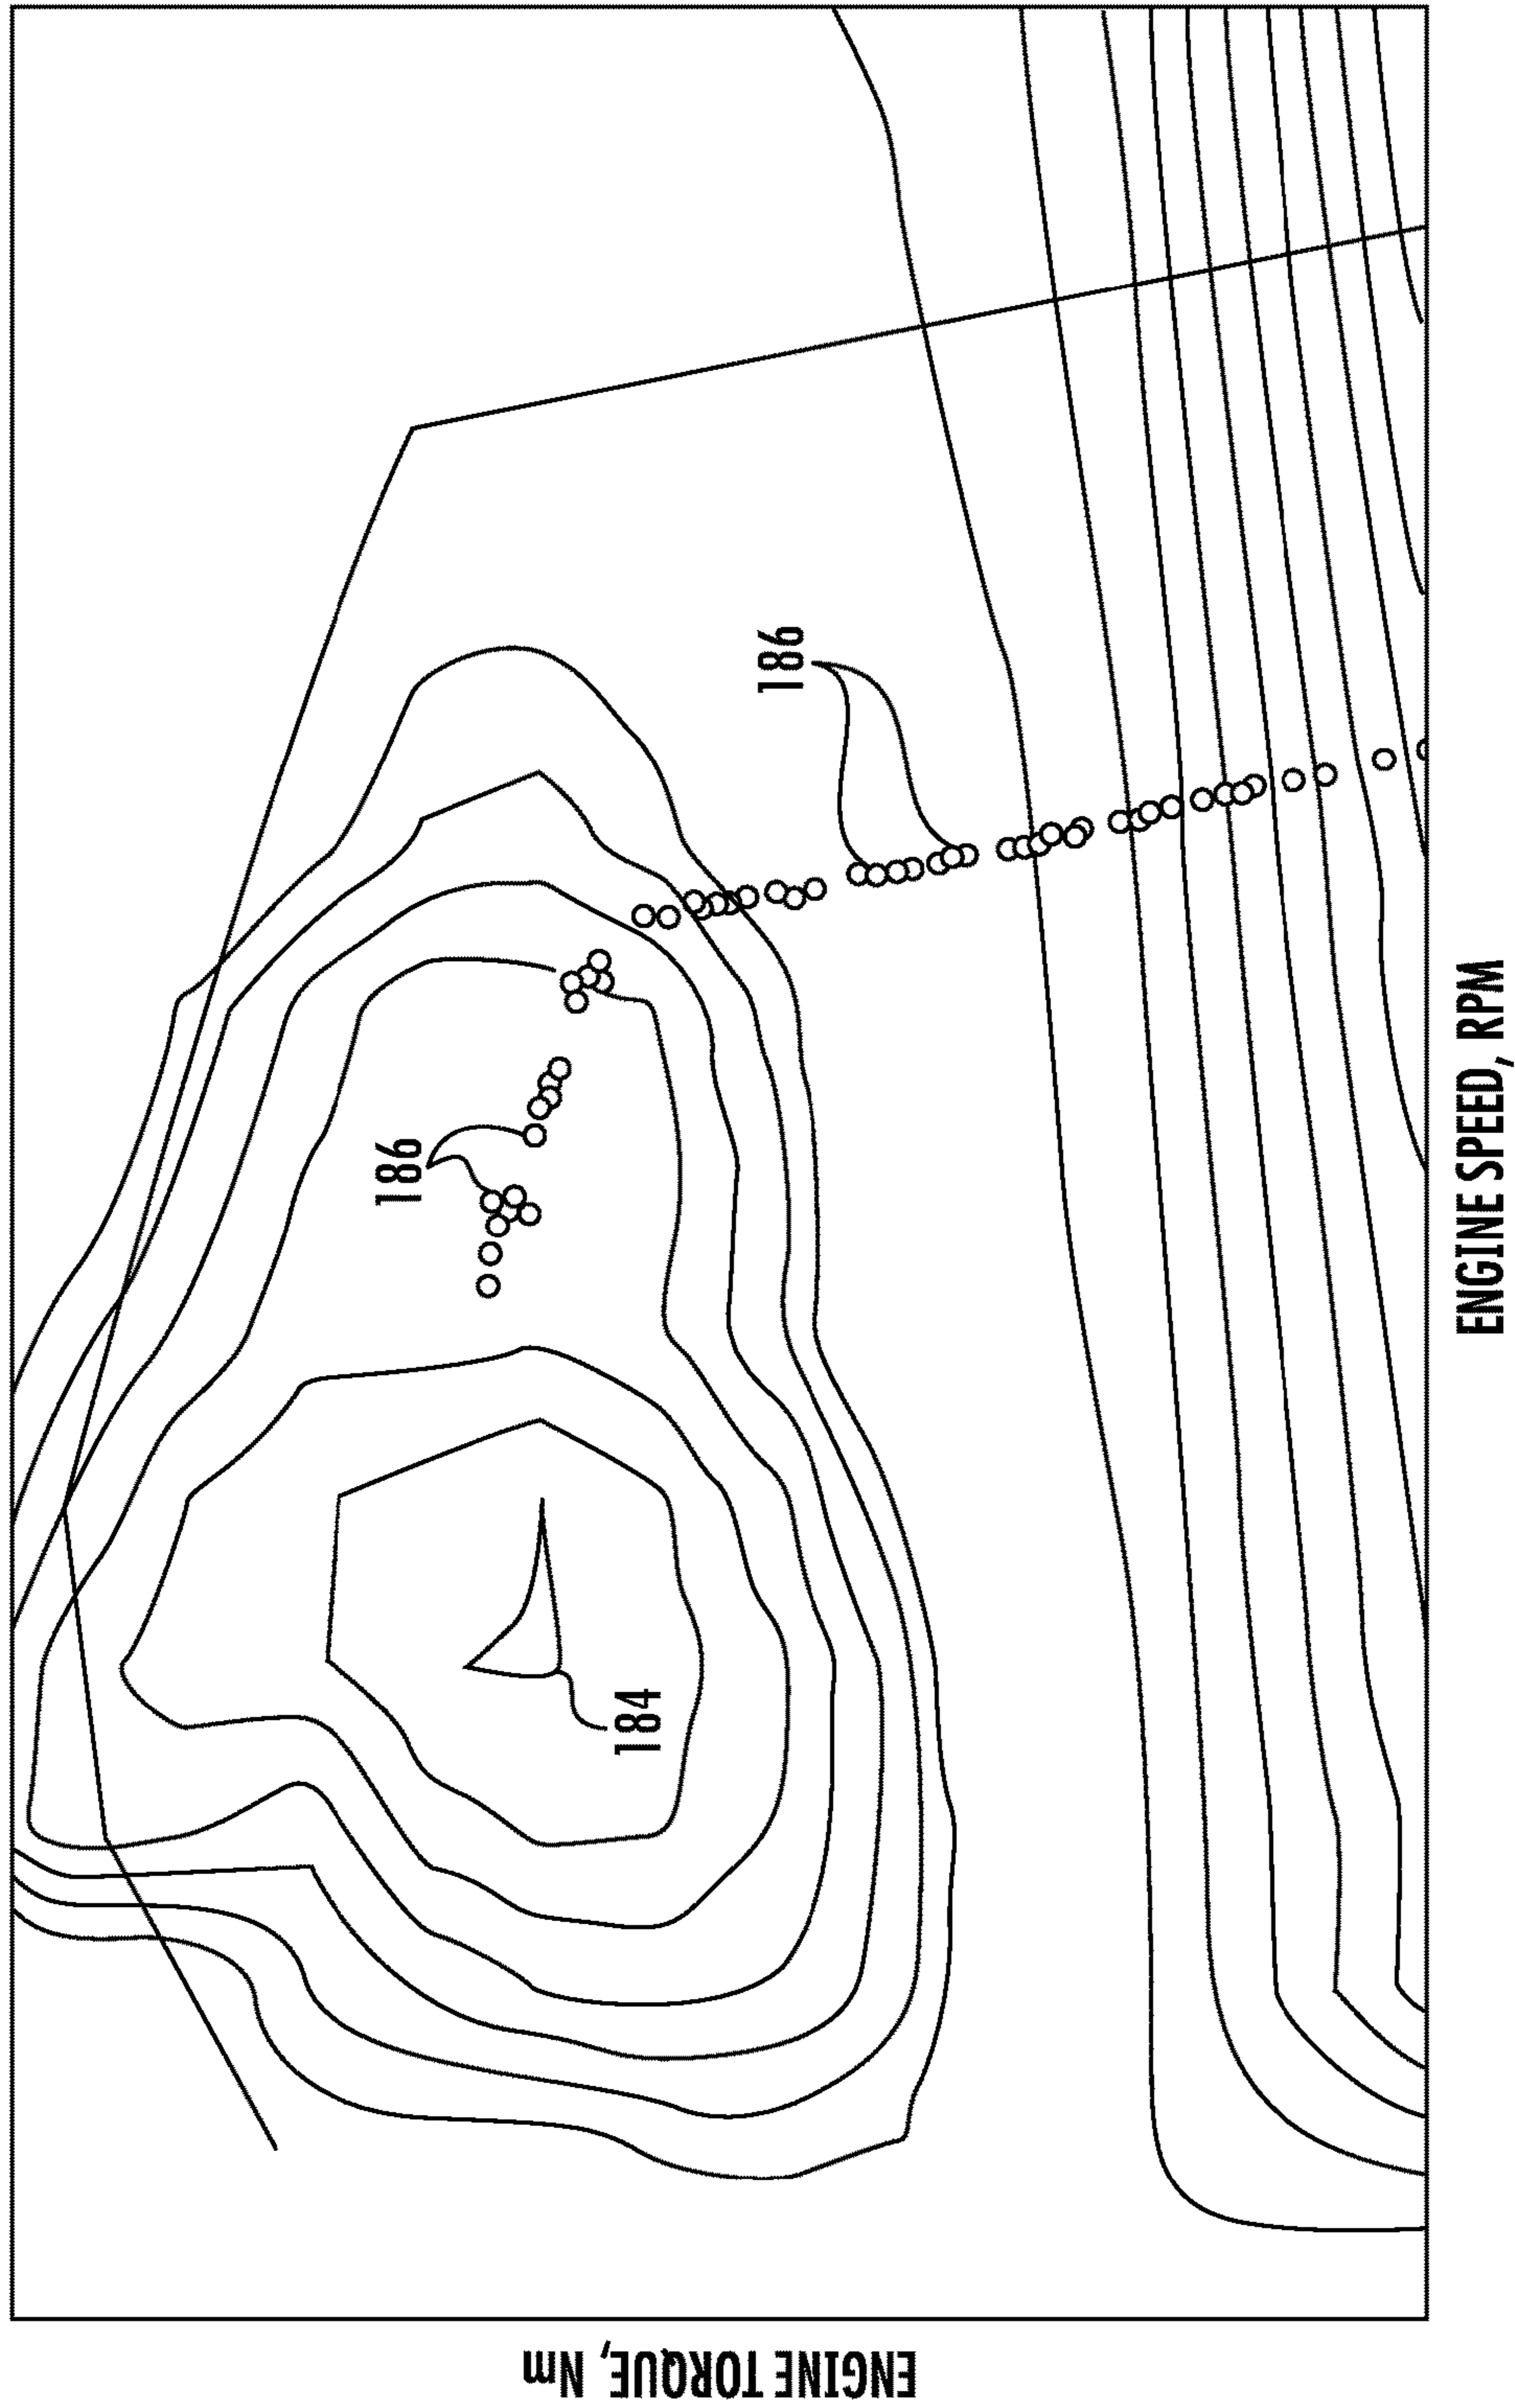 186
186
184
ENGINE SPEED, RPM
ENGINE TORQUE, Nm